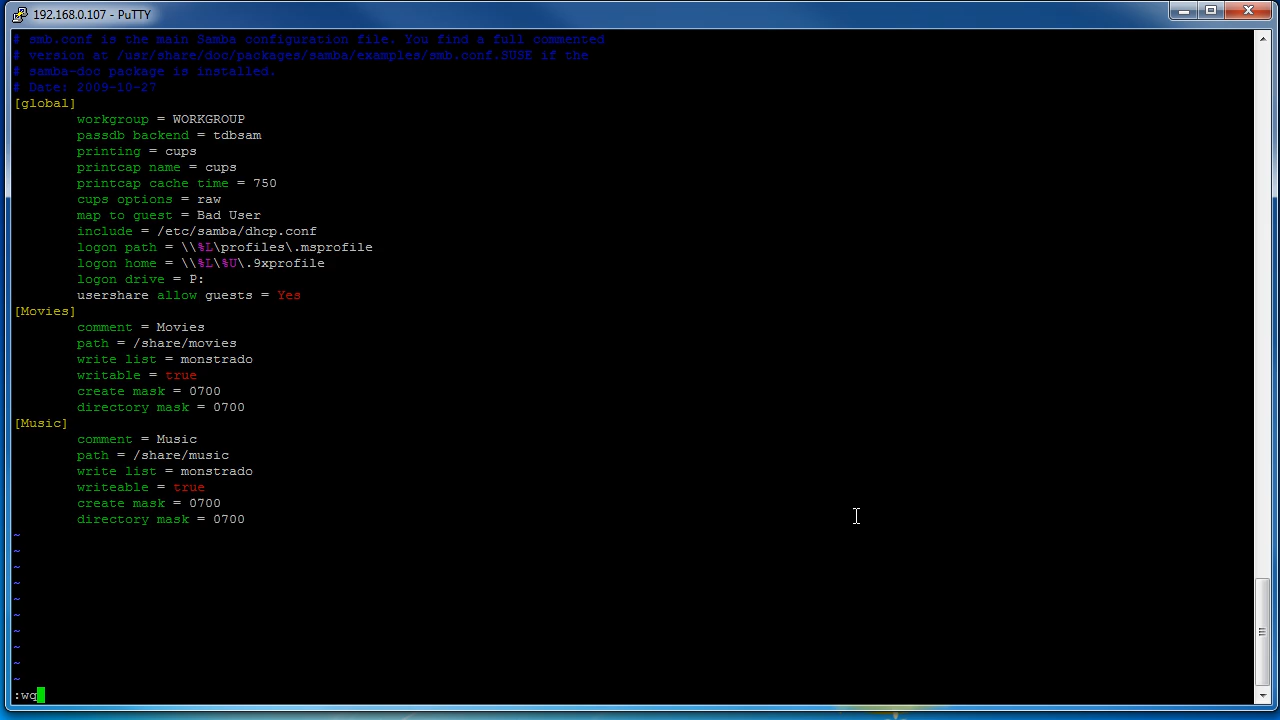 192.168.0.107 - PuTTY
# smb.conf is the main Samba configuration file. You find a full commented
# version at /usr/share/doc/packages/samba/examples/smb.conf.SUSE if the
# samba-doc package is installed.
# Date: 2009-10-27
[global]
workgroup = WORKGROUP
passdb backend = tdbsam
printing = cups
printcap name = cups
printcap cache time = 750
cups options = raw
map to guest = Bad User
include = /etc/samba/dhcp.conf
logon path = \\%L\profiles\.msprofile
logon home = \\%L\%U\.9xprofile
logon drive = P:
usershare allow guests = Yes
[Movies]
comment = Movies
path = /share/movies
write list = monstrado
writable = true
create mask = 0700
directory mask = 0700
[Music]
comment = Music
path = /share/music
write list = monstrado
writeable = true
create mask = 0700
directory mask = 0700
~
~
~
~
~
~
~
~
~
~
:wq